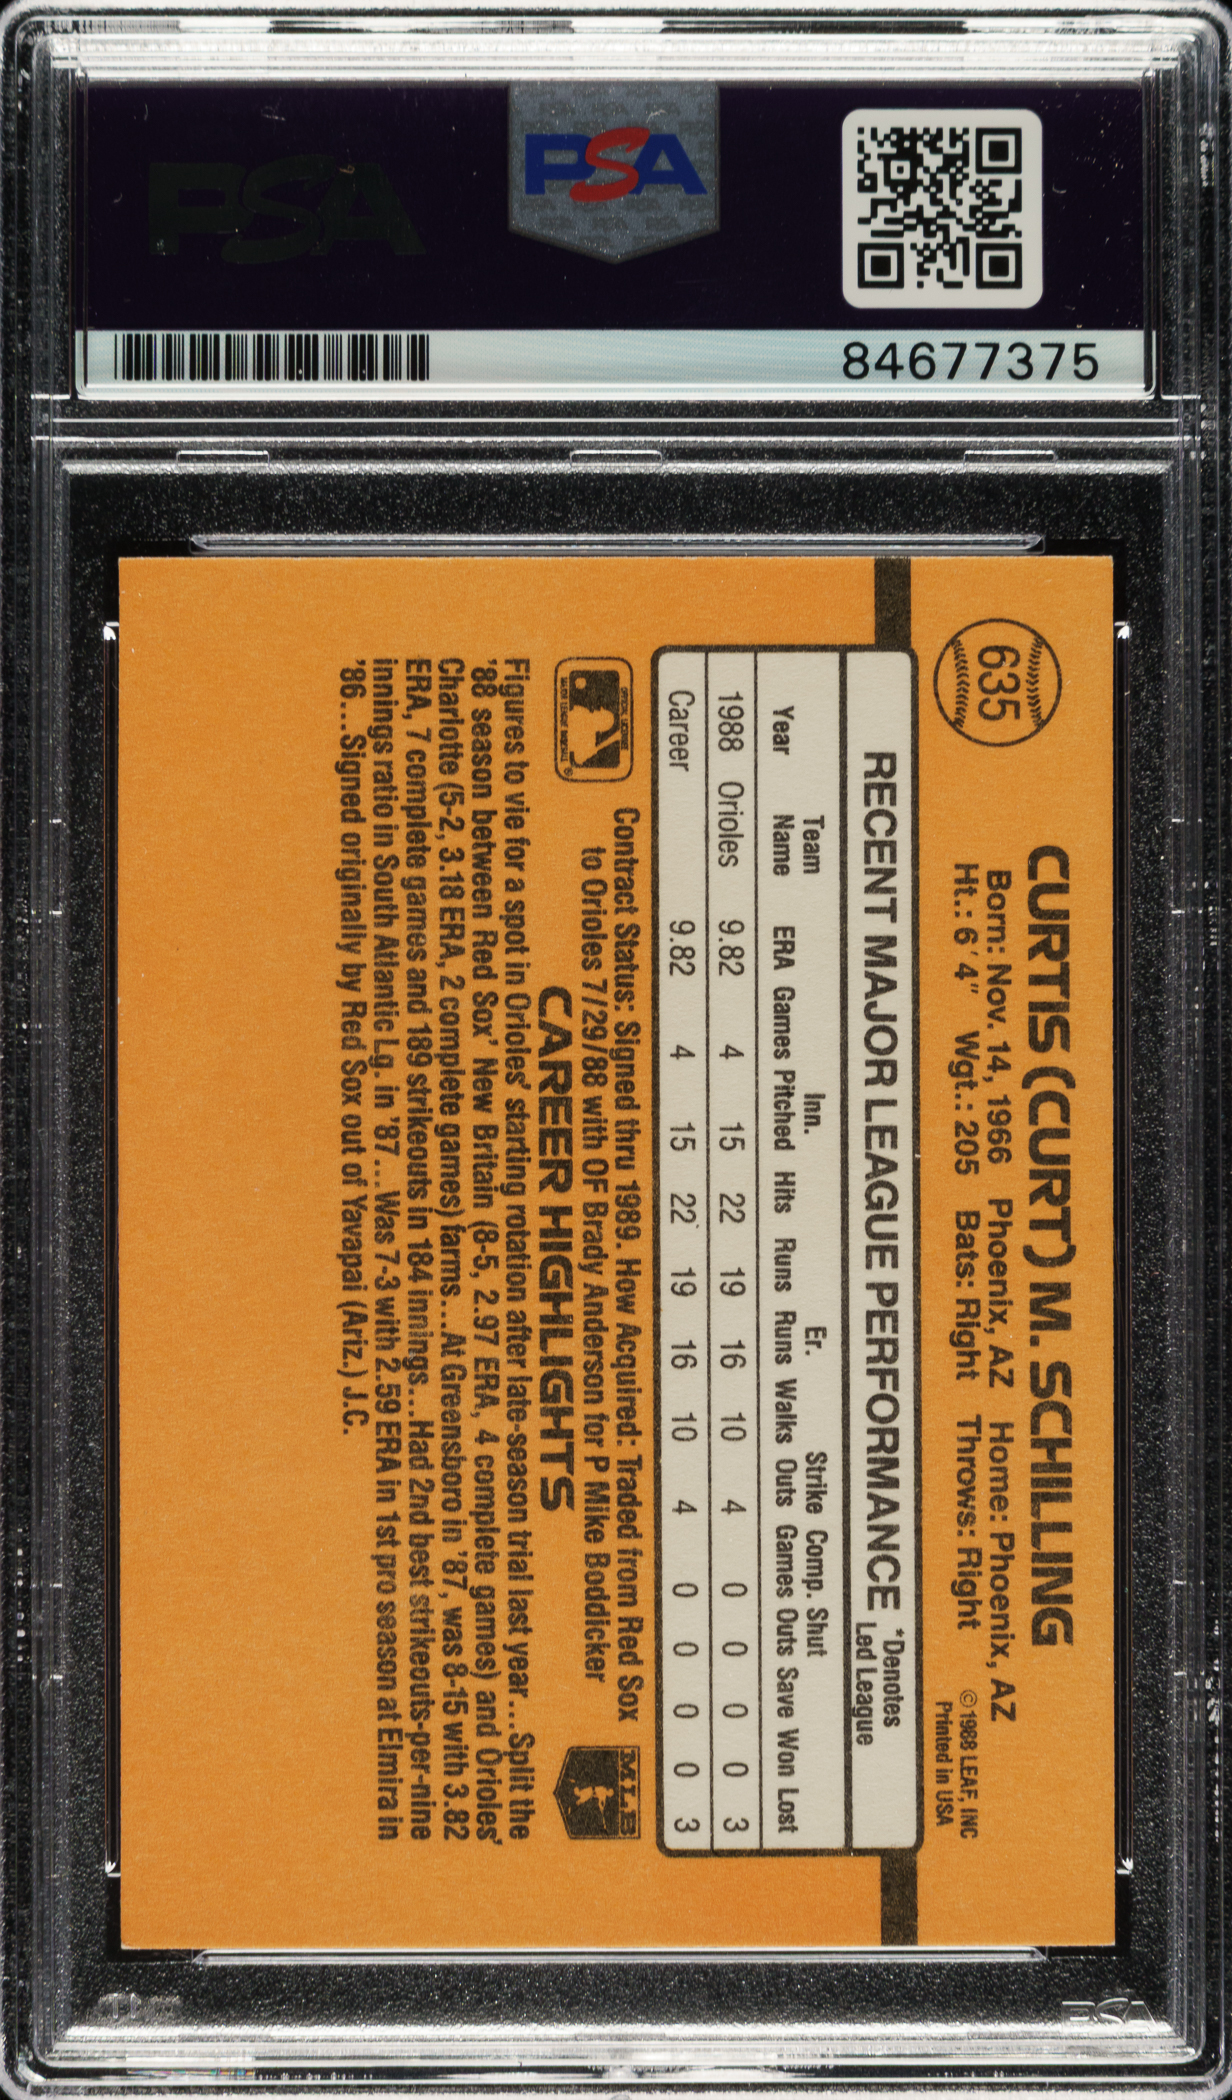 PSA
PSA
84677375
635
CURTIS (CURT) M. SCHILLING
Born: Nov. 14, 1966 Phoenix, AZ Home: Phoenix, AZ
Ht.: 6'4" Wgt.: 205 Bats: Right Throws: Right
©1988 LEAF, INC
Printed in USA
RECENT MAJOR LEAGUE PERFORMANCE
*Denotes
Led League
Team Inn. Er. Strike Comp. Shut
Year Name ERA Games Pitched Hits Runs Runs Walks Outs Games Outs Save Won Lost
1988 Orioles 9.82 4 15 22 19 16 10 4 0 0 0 0 3
Career 9.82 4 15 22 19 16 10 4 0 0 0 0 3
Contract Status: Signed thru 1989. How Acquired: Traded from Red Sox
to Orioles 7/29/88 with OF Brady Anderson for P Mike Boddicker
MLB
CAREER HIGHLIGHTS
Figures to vie for a spot in Orioles' starting rotation after late-season trial last year...Split the
'88 season between Red Sox' New Britain (8-5, 2.97 ERA, 4 complete games) and Orioles'
Charlotte (5-2, 3.18 ERA, 2 complete games) farms...At Greensboro in '87, was 8-15 with 3.82
ERA, 7 complete games and 189 strikeouts in 184 innings...Had 2nd best strikeouts-per-nine
innings ratio in South Atlantic Lg. in '87...Was 7-3 with 2.59 ERA in 1st pro season at Elmira in
'86...Signed originally by Red Sox out of Yavapai (Ariz.) J.C.
PSA